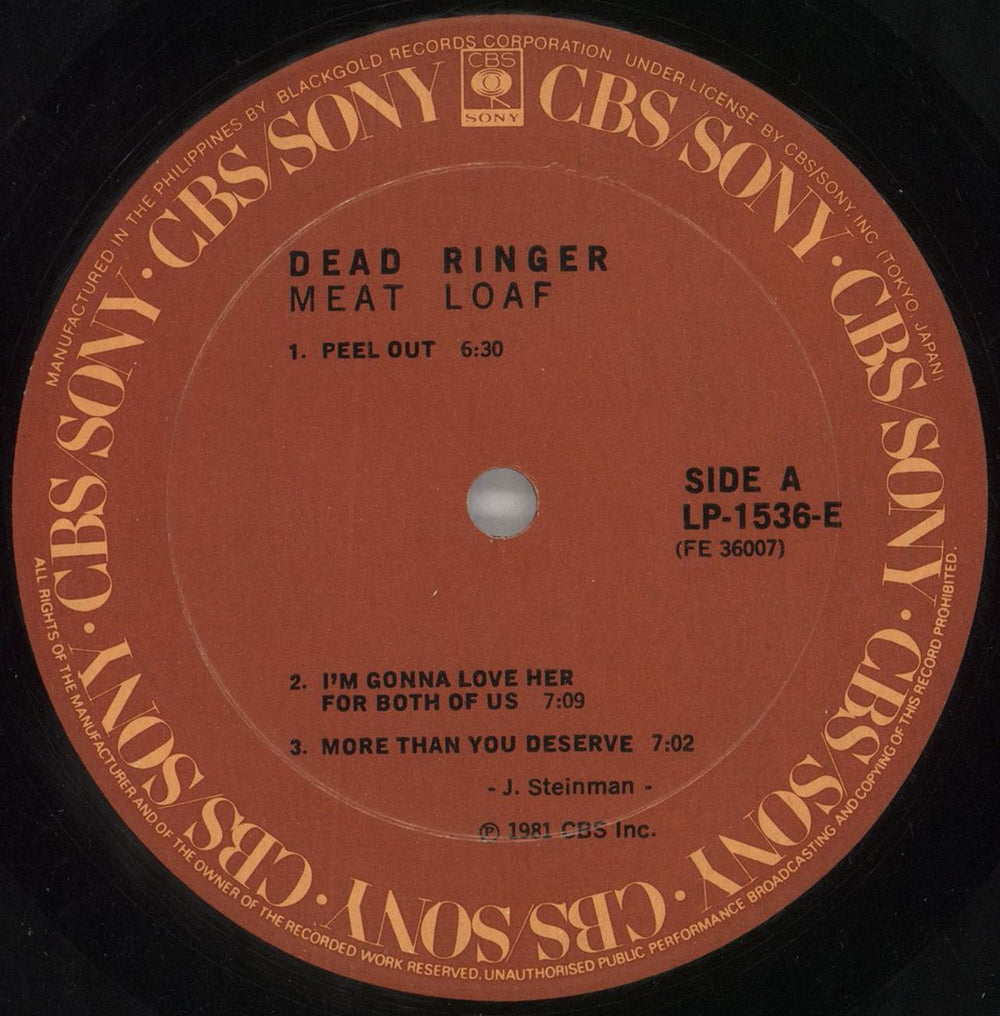 MANUFACTURED IN THE PHILIPPINES BY BLACKGOLD RECORDS CORPORATION UNDER LICENSE BY CBS/SONY, INC (TOKYO, JAPAN)
CBS/SONY · CBS/SONY · CBS/SONY · CBS/SONY · CBS/SONY · CBS/SONY · CBS/SONY · CBS/SONY
CBS
SONY
DEAD RINGER
MEAT LOAF
1. PEEL OUT 6:30
SIDE A
LP-1536-E
(FE 36007)
2. I'M GONNA LOVE HER
FOR BOTH OF US 7:09
3. MORE THAN YOU DESERVE 7:02
- J. Steinman -
℗ 1981 CBS Inc.
ALL RIGHTS OF THE MANUFACTURER AND OF THE OWNER OF THE RECORDED WORK RESERVED. UNAUTHORISED PUBLIC PERFORMANCE BROADCASTING AND COPYING OF THIS RECORD PROHIBITED.